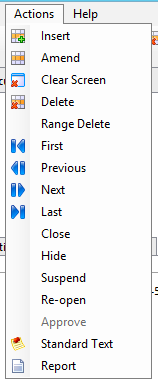 Actions Help
Insert
Amend
Clear Screen
Delete
Range Delete
First
Previous
Next
Last
Close
Hide
Suspend
Re-open
Approve
Standard Text
Report